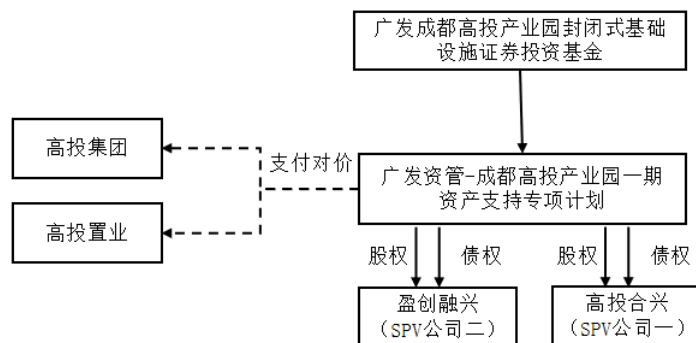 广发成都高投产业园封闭式基础
设施证券投资基金
高投集团
支付对价
广发资管-成都高投产业园一期
资产支持专项计划
高投置业
股权
债权
股权
债权
盈创融兴
（SPV公司二）
高投合兴
（SPV公司一）